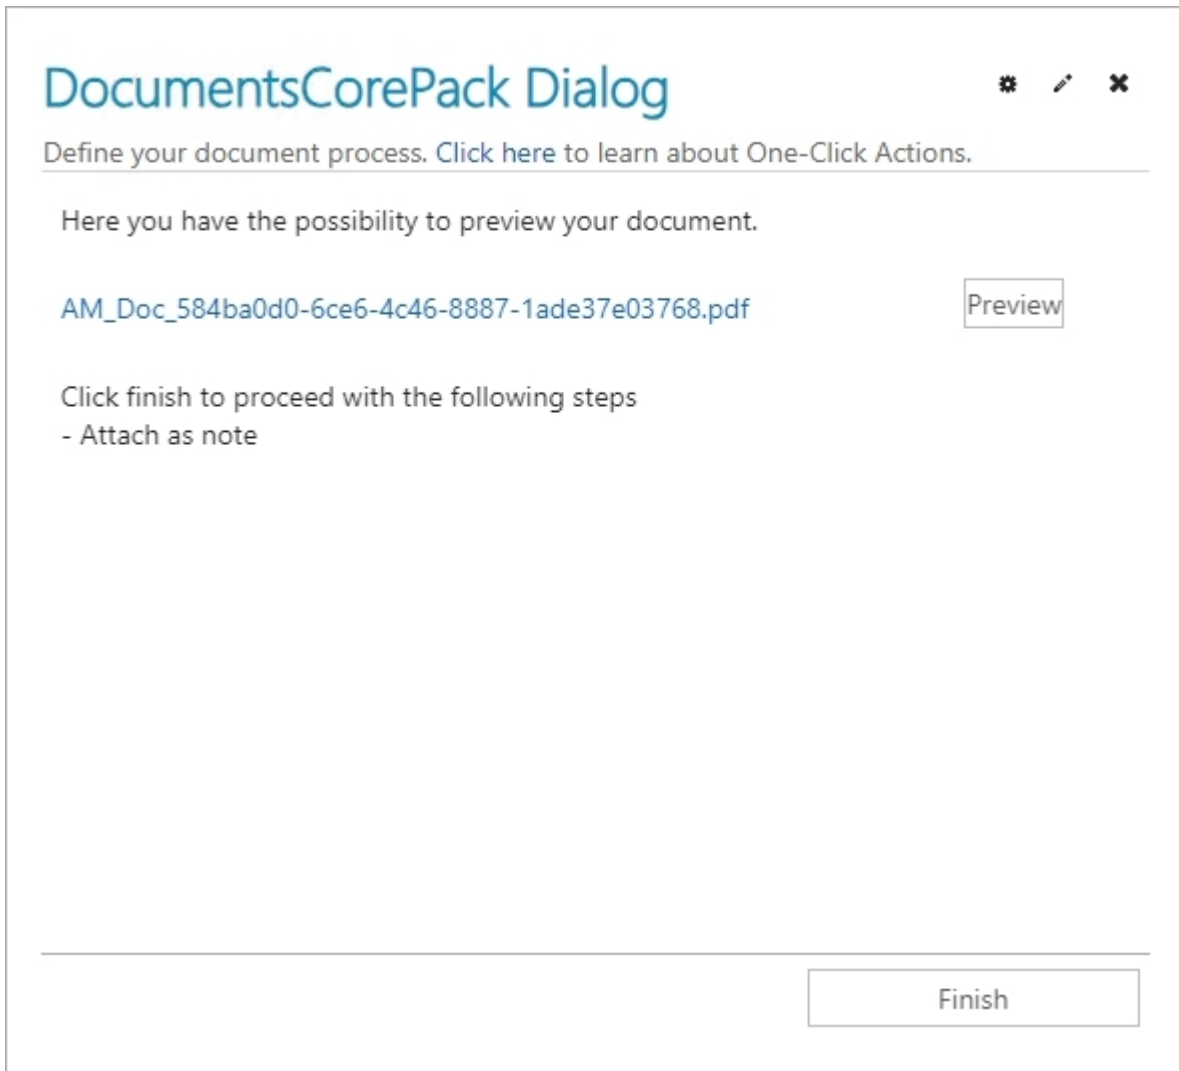 DocumentsCorePack Dialog
Define your document process. Click here to learn about One-Click Actions.
Here you have the possibility to preview your document.
AM_Doc_584ba0d0-6ce6-4c46-8887-1ade37e03768.pdf
Preview
Click finish to proceed with the following steps
- Attach as note
Finish